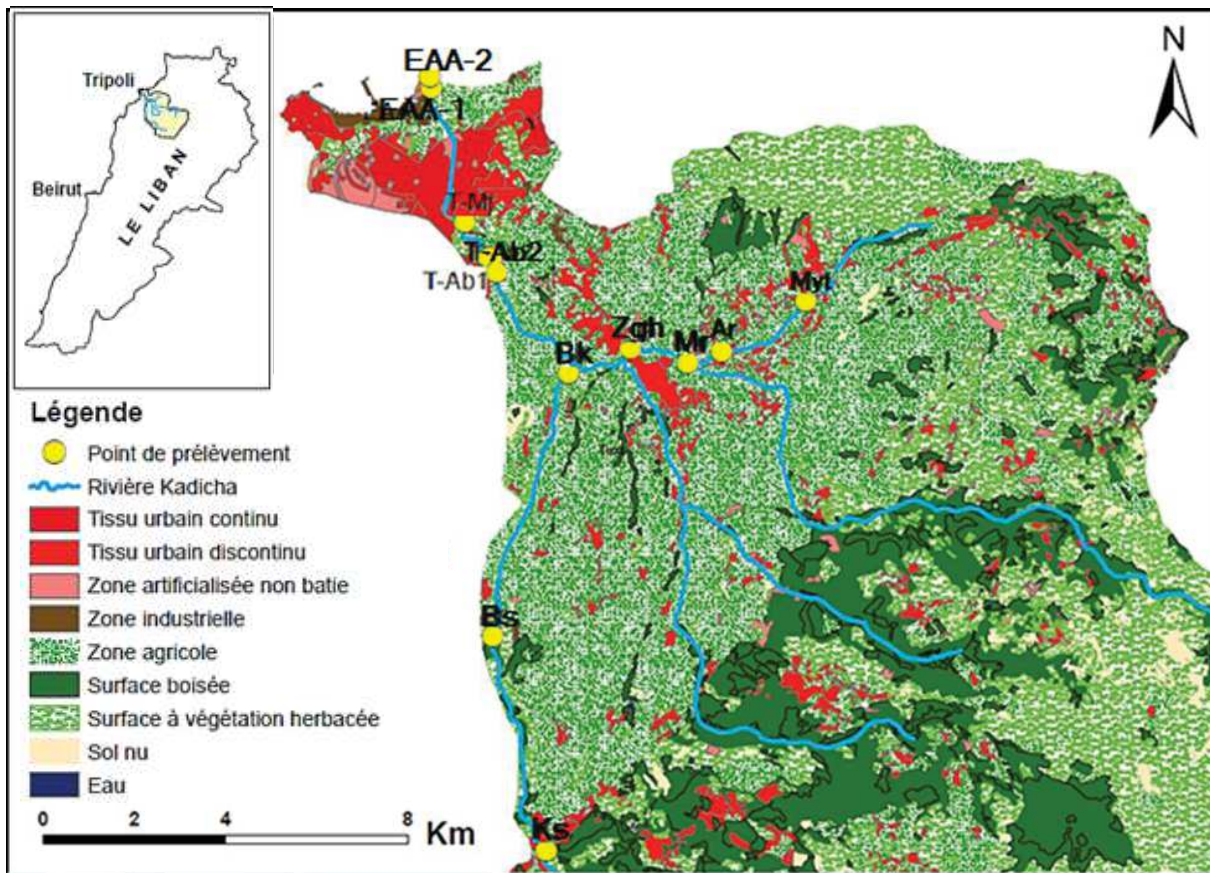 Tripoli
Beirut
LE LIBAN
N
EAA-2
EAA-1
T-Mj
T-Ab2
T-Ab1
Myt
Zgh
Mr
Ar
Bk
Bs
Ks
Légende
Point de prélèvement
Rivière Kadicha
Tissu urbain continu
Tissu urbain discontinu
Zone artificialisée non batie
Zone industrielle
Zone agricole
Surface boisée
Surface à végétation herbacée
Sol nu
Eau
0 4 8 Km